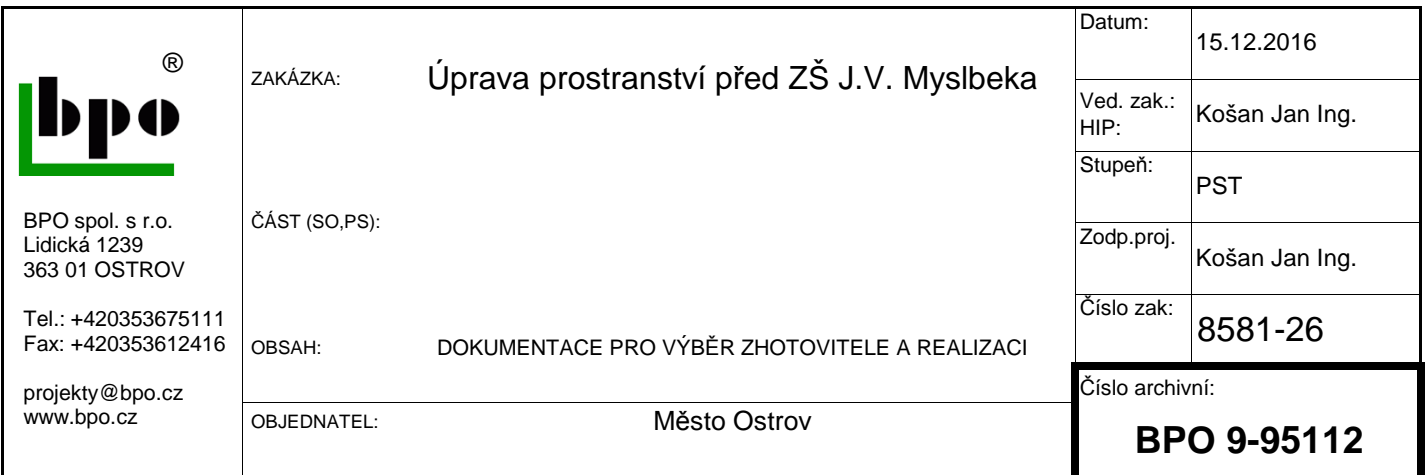 ®
bpo
BPO spol. s r.o.
Lidická 1239
363 01 OSTROV
Tel.: +420353675111
Fax: +420353612416
projekty@bpo.cz
www.bpo.cz
ZAKÁZKA: Úprava prostranství před ZŠ J.V. Myslbeka
ČÁST (SO,PS):
OBSAH: DOKUMENTACE PRO VÝBĚR ZHOTOVITELE A REALIZACI
OBJEDNATEL: Město Ostrov
Datum: 15.12.2016
Ved. zak.:
HIP: Košan Jan Ing.
Stupeň: PST
Zodp.proj. Košan Jan Ing.
Číslo zak: 8581-26
Číslo archivní:
BPO 9-95112